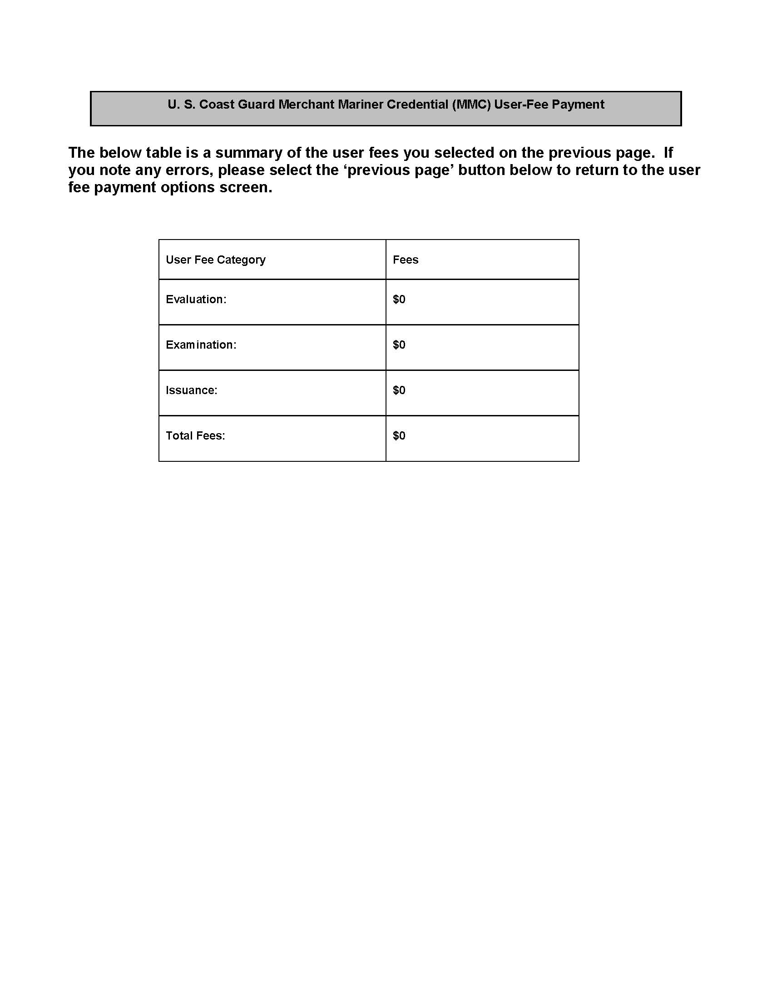 U. S. Coast Guard Merchant Mariner Credential (MMC) User-Fee Payment
The below table is a summary of the user fees you selected on the previous page.  If
you note any errors, please select the ‘previous page’ button below to return to the user
fee payment options screen.
User Fee Category Fees
Evaluation: $0
Examination: $0
Issuance: $0
Total Fees: $0